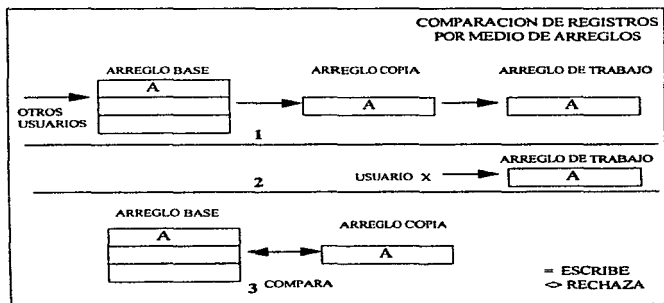 COMPARACION DE REGISTROS
POR MEDIO DE ARREGLOS
ARREGLO BASE
ARREGLO COPIA
ARREGLO DE TRABAJO
A
A
A
OTROS
USUARIOS
1
ARREGLO DE TRABAJO
2
USUARIO X
A
ARREGLO BASE
ARREGLO COPIA
A
A
3 COMPARA
= ESCRIBE
<> RECHAZA